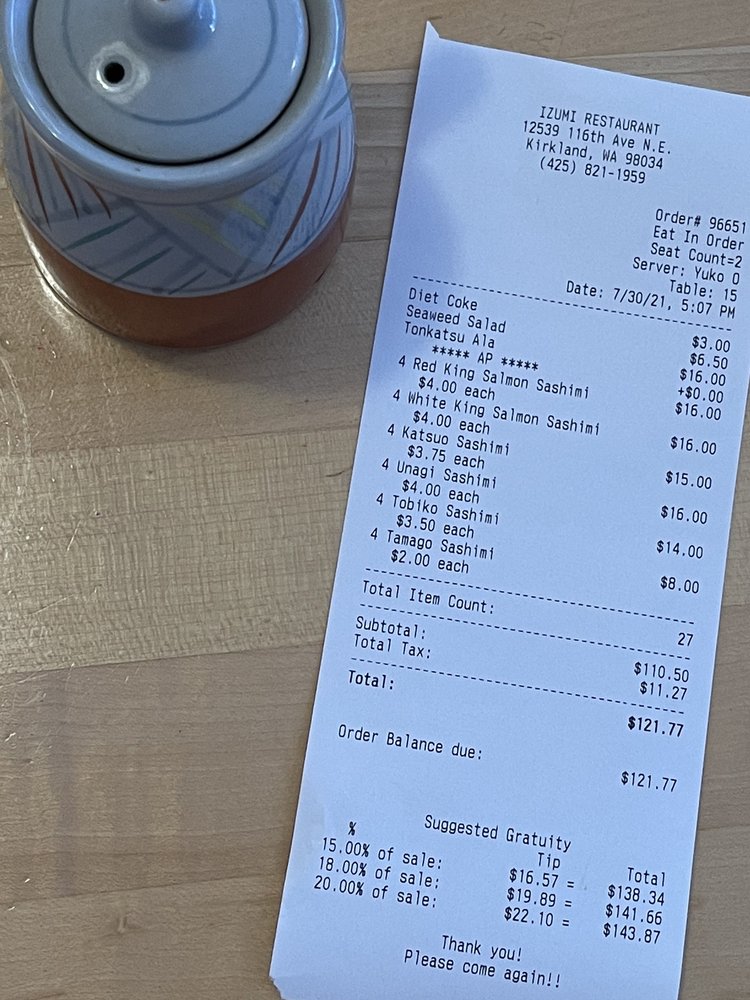 IZUMI RESTAURANT
12539 116th Ave N.E.
Kirkland, WA 98034
(425) 821-1959
Order# 96651
Eat In Order
Seat Count=2
Server: Yuko O
Table: 15
Date: 7/30/21, 5:07 PM
Diet Coke $3.00
Seaweed Salad $6.50
Tonkatsu Ala $16.00
***** AP ***** +$0.00
4 Red King Salmon Sashimi $16.00
$4.00 each
4 White King Salmon Sashimi $16.00
$4.00 each
4 Katsuo Sashimi $15.00
$3.75 each
4 Unagi Sashimi $16.00
$4.00 each
4 Tobiko Sashimi $14.00
$3.50 each
4 Tamago Sashimi $8.00
$2.00 each
Total Item Count: 27
Subtotal: $110.50
Total Tax: $11.27
Total: $121.77
Order Balance due: $121.77
Suggested Gratuity
% Tip Total
15.00% of sale: $16.57 = $138.34
18.00% of sale: $19.89 = $141.66
20.00% of sale: $22.10 = $143.87
Thank you!
Please come again!!